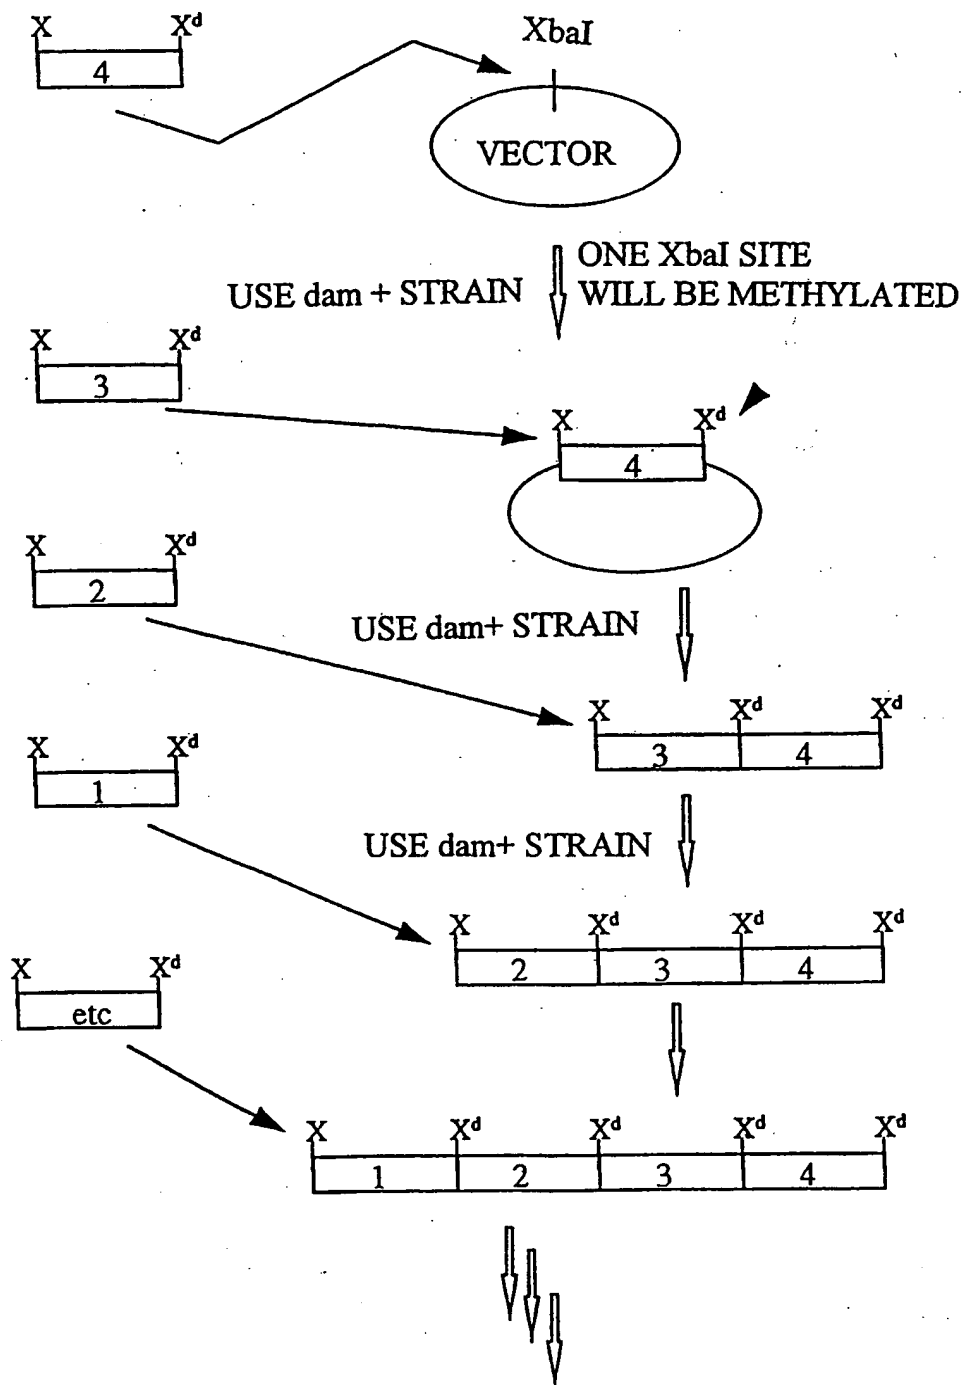 X Xᵈ XbaI
4
VECTOR
ONE XbaI SITE
USE dam + STRAIN WILL BE METHYLATED
X Xᵈ
3
X Xᵈ
4
X Xᵈ
2
USE dam+ STRAIN
X Xᵈ Xᵈ
3 4
X Xᵈ
1
USE dam+ STRAIN
X Xᵈ Xᵈ Xᵈ
2 3 4
X Xᵈ
etc
X Xᵈ Xᵈ Xᵈ Xᵈ
1 2 3 4